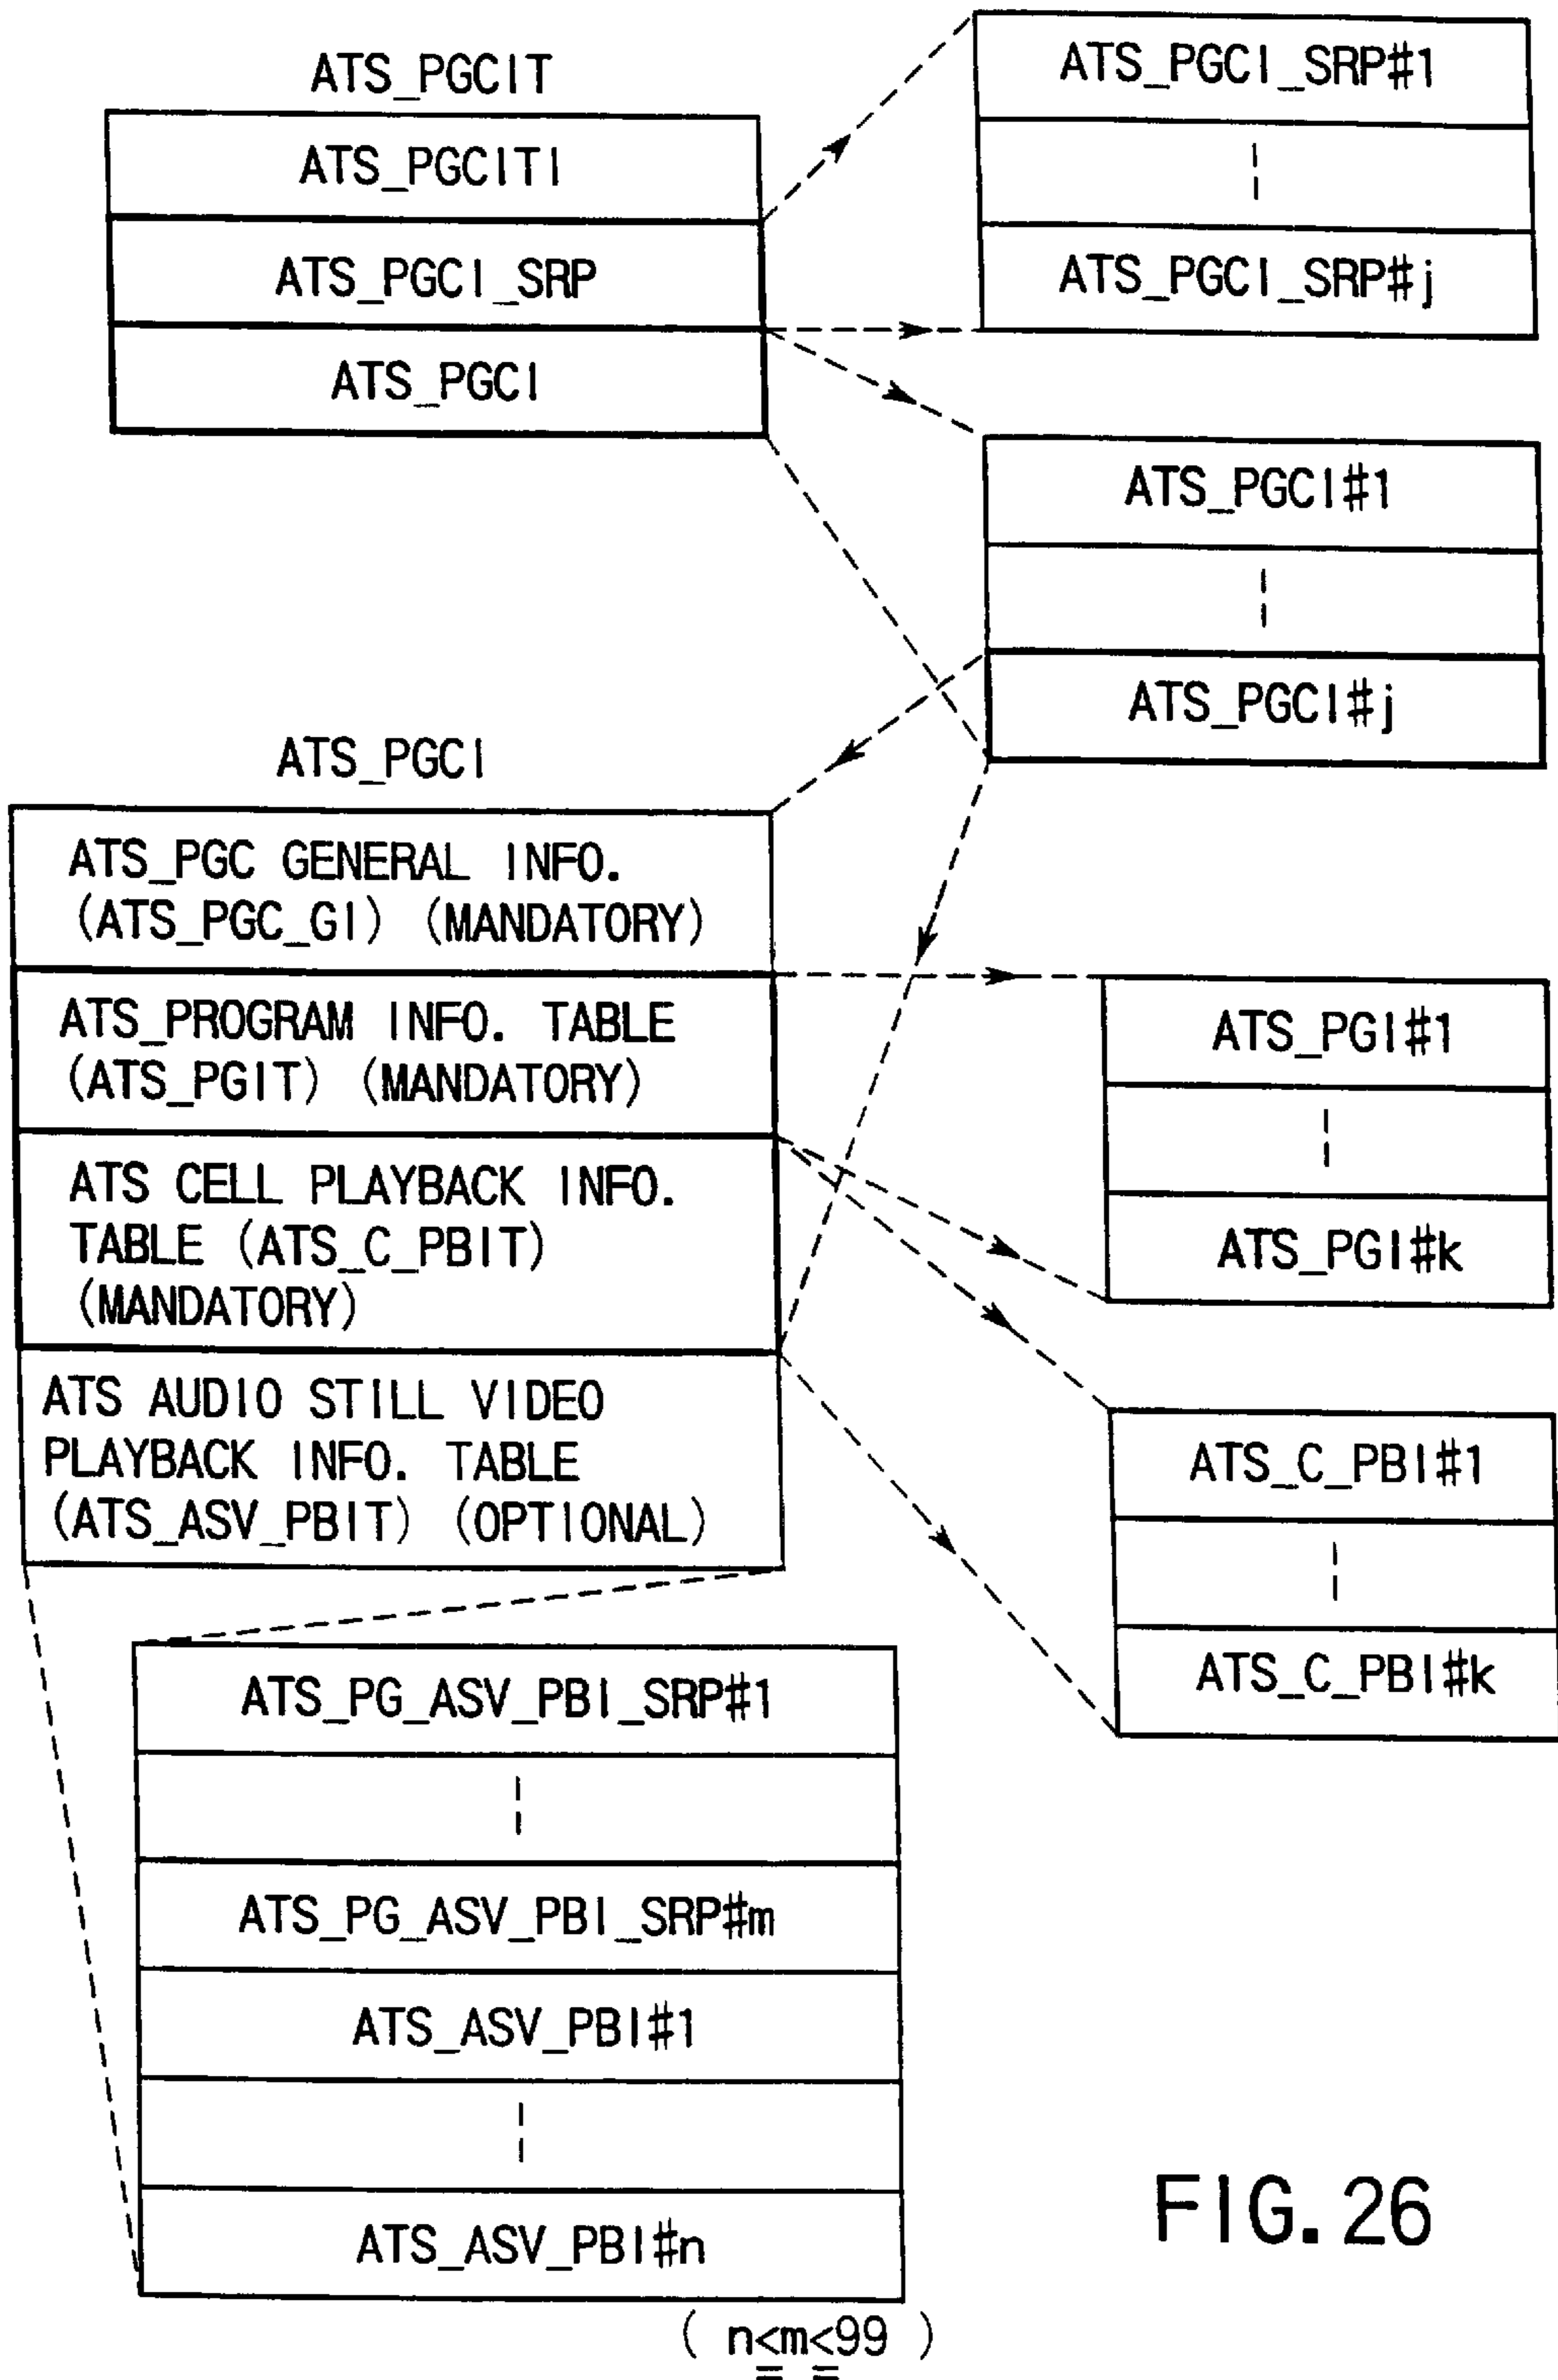 ATS_PGCIT
ATS_PGCITI
ATS_PGCI_SRP
ATS_PGCI
ATS_PGCI_SRP#1
ATS_PGCI_SRP#j
ATS_PGCI#1
ATS_PGCI#j
ATS_PGCI
ATS_PGC GENERAL INFO.
(ATS_PGC_GI) (MANDATORY)
ATS_PROGRAM INFO. TABLE
(ATS_PGIT) (MANDATORY)
ATS CELL PLAYBACK INFO.
TABLE (ATS_C_PBIT)
(MANDATORY)
ATS AUDIO STILL VIDEO
PLAYBACK INFO. TABLE
(ATS_ASV_PBIT) (OPTIONAL)
ATS_PGI#1
ATS_PGI#k
ATS_C_PBI#1
ATS_C_PBI#k
ATS_PG_ASV_PBI_SRP#1
ATS_PG_ASV_PBI_SRP#m
ATS_ASV_PBI#1
ATS_ASV_PBI#n
( n≦m≦99 )
FIG. 26